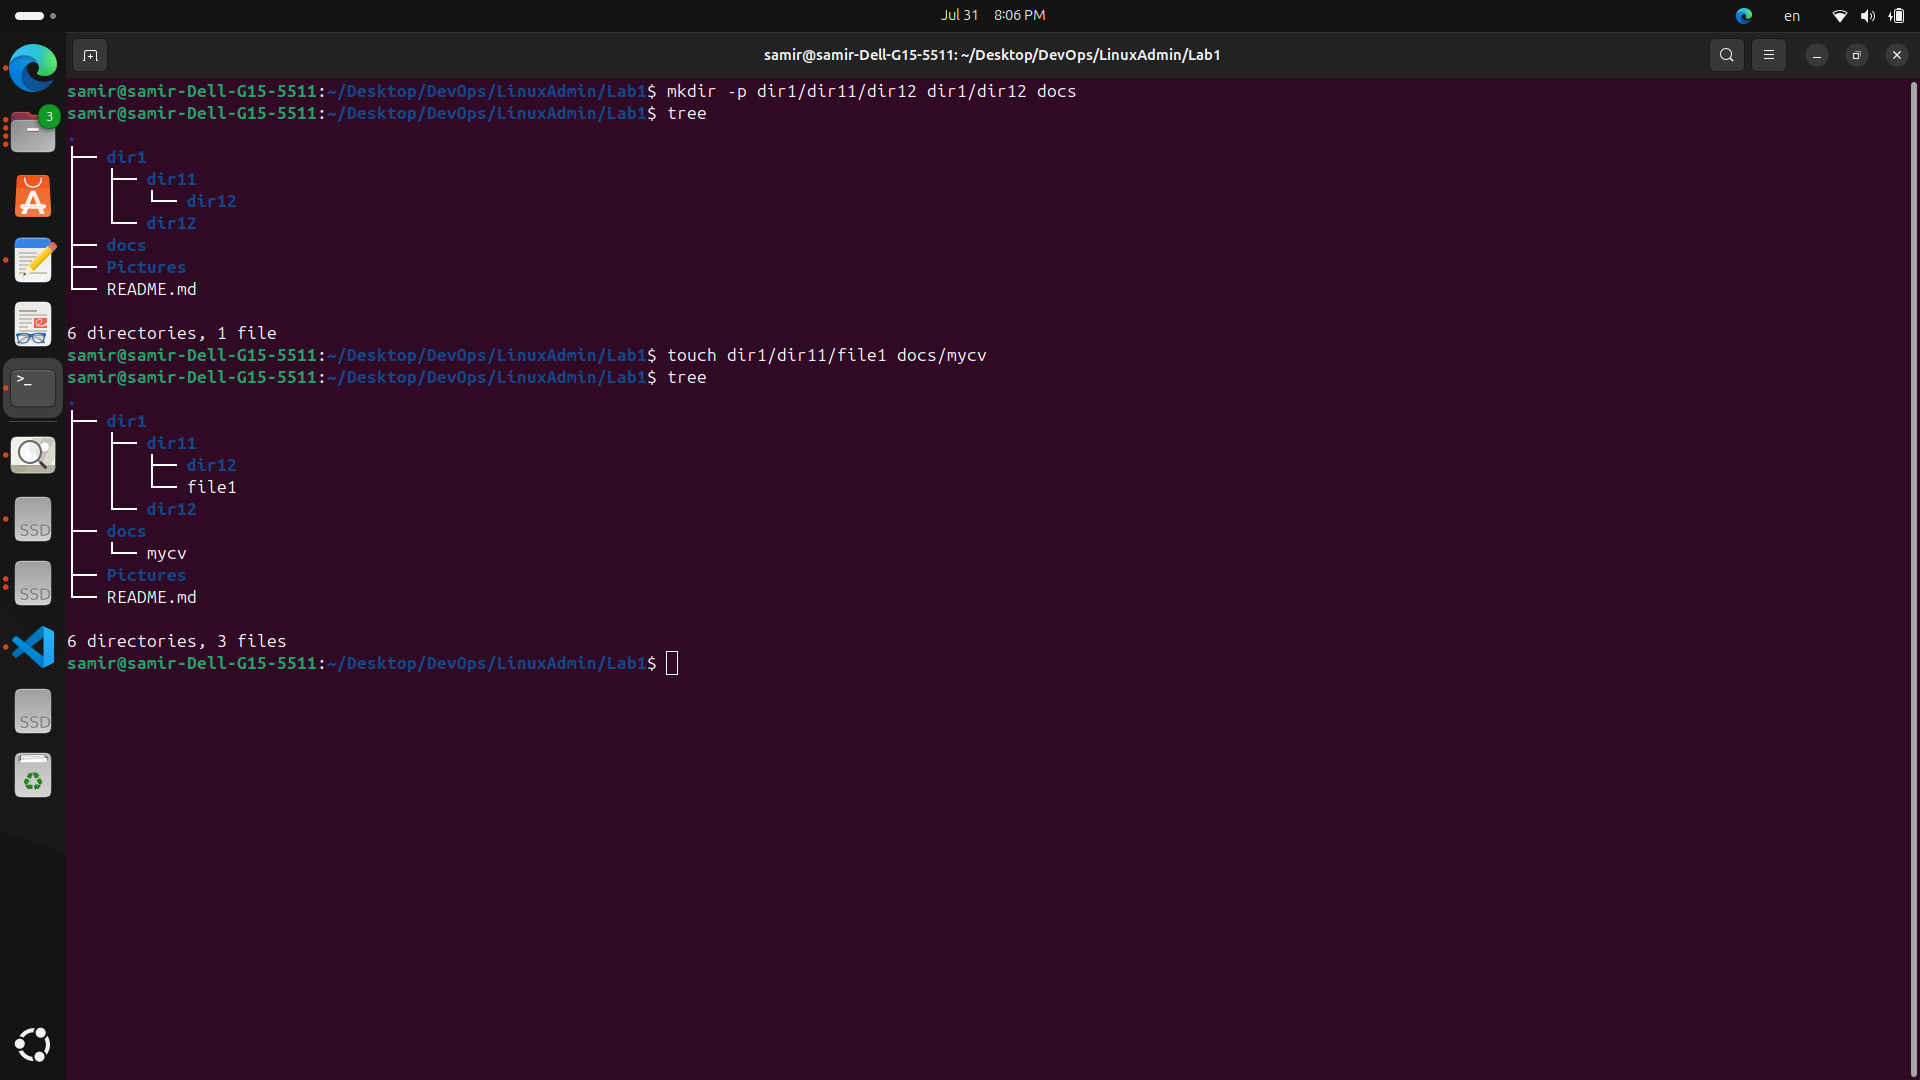 Jul 31 8:06 PM
en
samir@samir-Dell-G15-5511: ~/Desktop/DevOps/LinuxAdmin/Lab1
samir@samir-Dell-G15-5511:~/Desktop/DevOps/LinuxAdmin/Lab1$ mkdir -p dir1/dir11/dir12 dir1/dir12 docs
samir@samir-Dell-G15-5511:~/Desktop/DevOps/LinuxAdmin/Lab1$ tree
.
├── dir1
│   ├── dir11
│   │   └── dir12
│   └── dir12
├── docs
├── Pictures
└── README.md
6 directories, 1 file
samir@samir-Dell-G15-5511:~/Desktop/DevOps/LinuxAdmin/Lab1$ touch dir1/dir11/file1 docs/mycv
samir@samir-Dell-G15-5511:~/Desktop/DevOps/LinuxAdmin/Lab1$ tree
.
├── dir1
│   ├── dir11
│   │   ├── dir12
│   │   └── file1
│   └── dir12
├── docs
│   └── mycv
├── Pictures
└── README.md
6 directories, 3 files
samir@samir-Dell-G15-5511:~/Desktop/DevOps/LinuxAdmin/Lab1$
3
A
>_
SSD
SSD
SSD